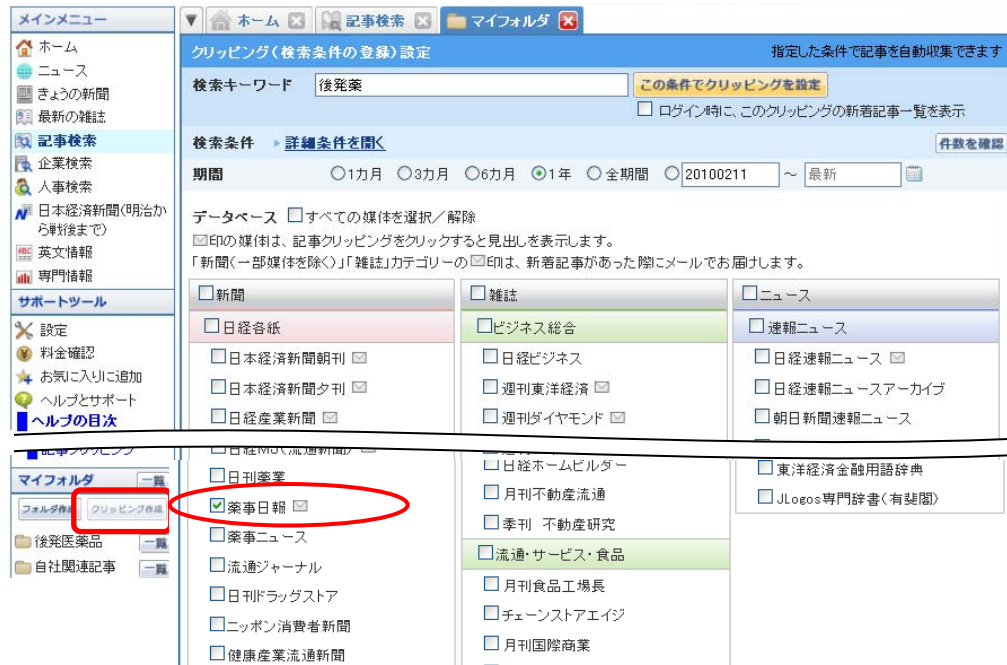 メインメニュー
ホーム
ニュース
きょうの新聞
最新の雑誌
記事検索
企業検索
人事検索
日本経済新聞(明治か
ら戦後まで)
英文情報
専門情報
サポートツール
設定
料金確認
お気に入りに追加
ヘルプとサポート
ヘルプの目次
記事クリッピング
マイフォルダ 一覧
フォルダ作成 クリッピング作成
後発医薬品 一覧
自社関連記事 一覧
▼ ホーム 記事検索 マイフォルダ
クリッピング(検索条件の登録)設定 指定した条件で記事を自動収集できます
検索キーワード 後発薬 この条件でクリッピングを設定
ログイン時に、このクリッピングの新着記事一覧を表示
検索条件 詳細条件を開く 件数を確認
期間 1カ月 3カ月 6カ月 1年 全期間 20100211 ～ 最新
データベース すべての媒体を選択／解除
印の媒体は、記事クリッピングをクリックすると見出しを表示します。
「新聞(一部媒体を除く)」「雑誌」カテゴリーの印は、新着記事があった際にメールでお届けします。
新聞 雑誌 ニュース
日経各紙 ビジネス総合 速報ニュース
日本経済新聞朝刊 日経ビジネス 日経速報ニュース
日本経済新聞夕刊 週刊東洋経済 日経速報ニュースアーカイブ
日経産業新聞 週刊ダイヤモンド 朝日新聞速報ニュース
日経MJ(流通新聞)
日経ホームビルダー 東洋経済金融用語辞典
日刊薬業 月刊不動産流通 JLogos専門辞書(有斐閣)
薬事日報 季刊 不動産研究
薬事ニュース 流通・サービス・食品
流通ジャーナル 月刊食品工場長
日刊ドラッグストア チェーンストアエイジ
ニッポン消費者新聞 月刊国際商業
健康産業流通新聞